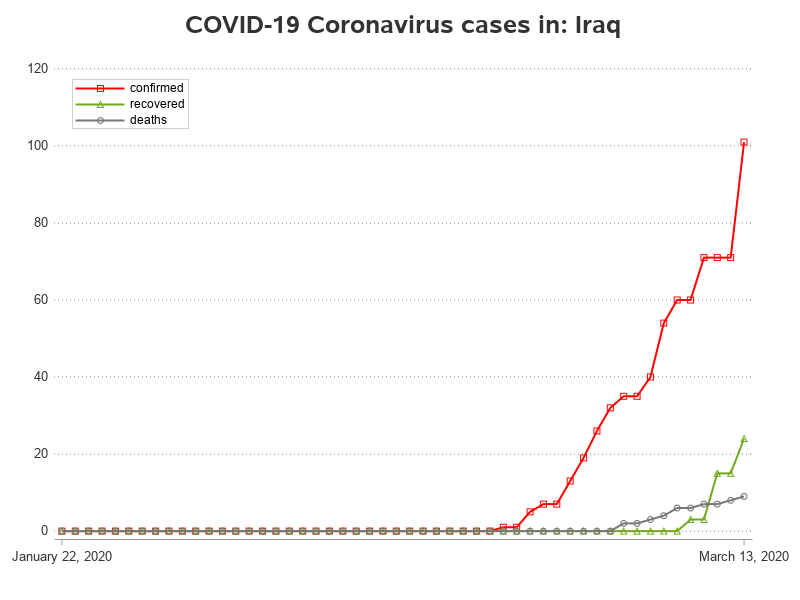 COVID-19 Coronavirus cases in: Iraq
120
confirmed
recovered
deaths
100
80
60
40
20
0
January 22, 2020
March 13, 2020